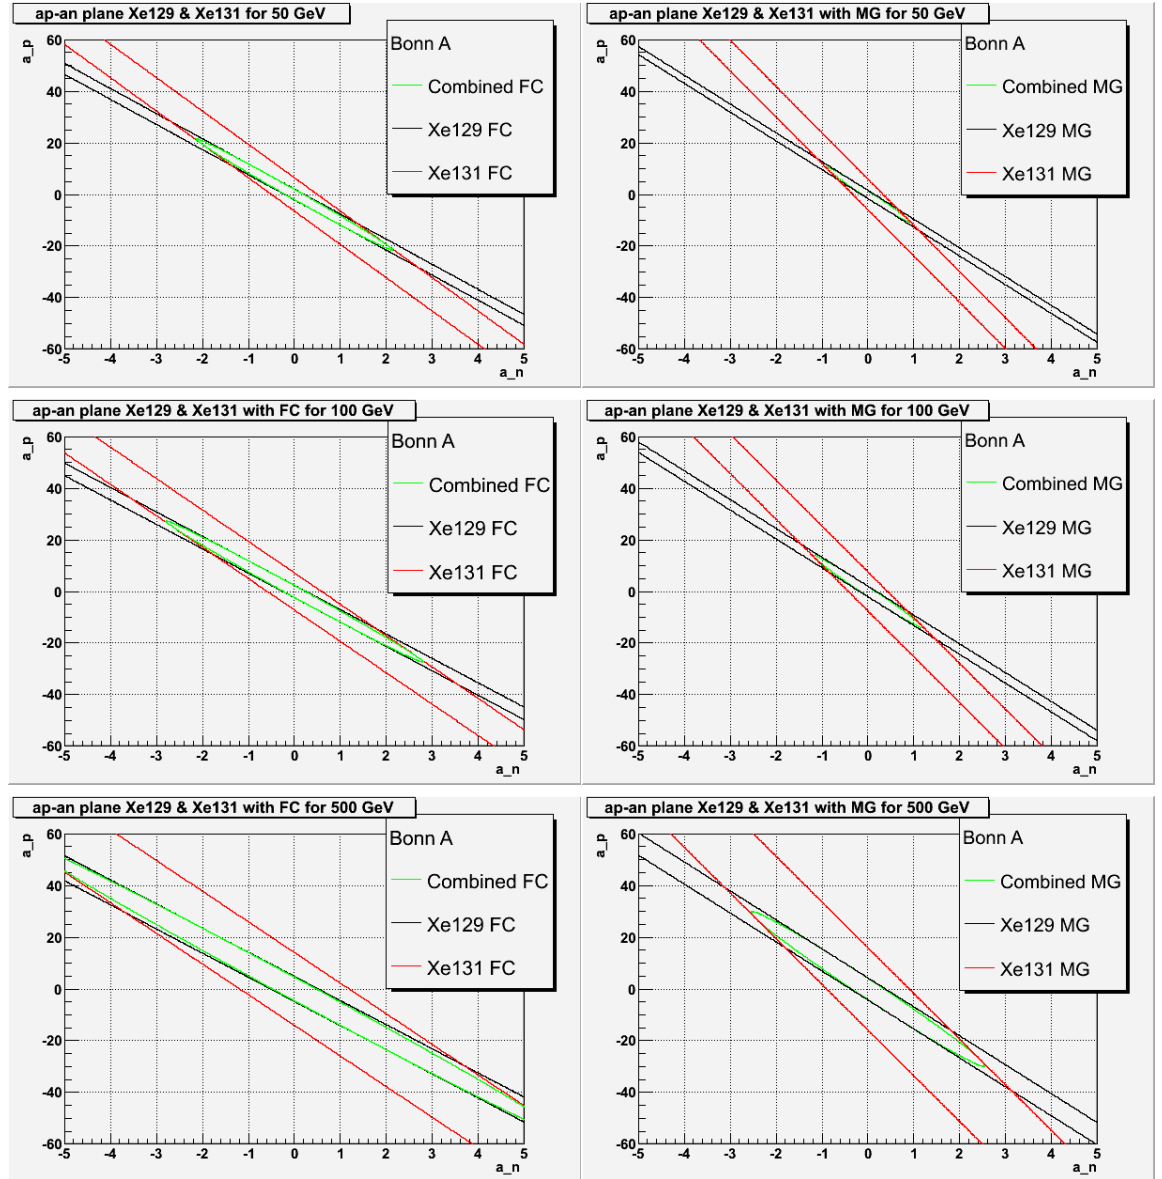 ap-an plane Xe129 & Xe131 for 50 GeV
a_p
60
40
20
0
-20
-40
-60
-5 -4 -3 -2 -1 0 1 2 3 4 5
a_n
Bonn A
Combined FC
Xe129 FC
Xe131 FC
ap-an plane Xe129 & Xe131 with MG for 50 GeV
a_p
60
40
20
0
-20
-40
-60
-5 -4 -3 -2 -1 0 1 2 3 4 5
a_n
Bonn A
Combined MG
Xe129 MG
Xe131 MG
ap-an plane Xe129 & Xe131 with FC for 100 GeV
a_p
60
40
20
0
-20
-40
-60
-5 -4 -3 -2 -1 0 1 2 3 4 5
a_n
Bonn A
Combined FC
Xe129 FC
Xe131 FC
ap-an plane Xe129 & Xe131 with MG for 100 GeV
a_p
60
40
20
0
-20
-40
-60
-5 -4 -3 -2 -1 0 1 2 3 4 5
a_n
Bonn A
Combined MG
Xe129 MG
Xe131 MG
ap-an plane Xe129 & Xe131 with FC for 500 GeV
a_p
60
40
20
0
-20
-40
-60
-5 -4 -3 -2 -1 0 1 2 3 4 5
a_n
Bonn A
Combined FC
Xe129 FC
Xe131 FC
ap-an plane Xe129 & Xe131 with MG for 500 GeV
a_p
60
40
20
0
-20
-40
-60
-5 -4 -3 -2 -1 0 1 2 3 4 5
a_n
Bonn A
Combined MG
Xe129 MG
Xe131 MG